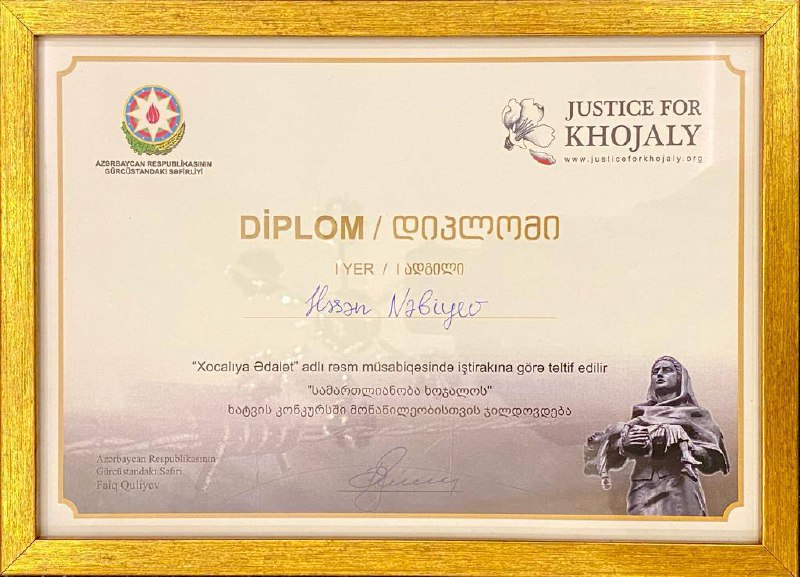 AZƏRBAYCAN RESPUBLİKASININ
GÜRCÜSTANDAKI SƏFİRLİYİ
JUSTICE FOR
KHOJALY
www.justiceforkhojaly.org
DİPLOM / დიპლომი
I YER / I ადგილი
Həsən Nəbiyev
"Xocalıya Ədalət" adlı rəsm müsabiqəsində iştirakına görə təltif edilir
"სამართლიანობა ხოჯალოს"
ხატვის კონკურსში მონაწილეობისთვის ჯილდოვდება
Azərbaycan Respublikasının
Gürcüstandakı Səfiri
Faiq Quliyev